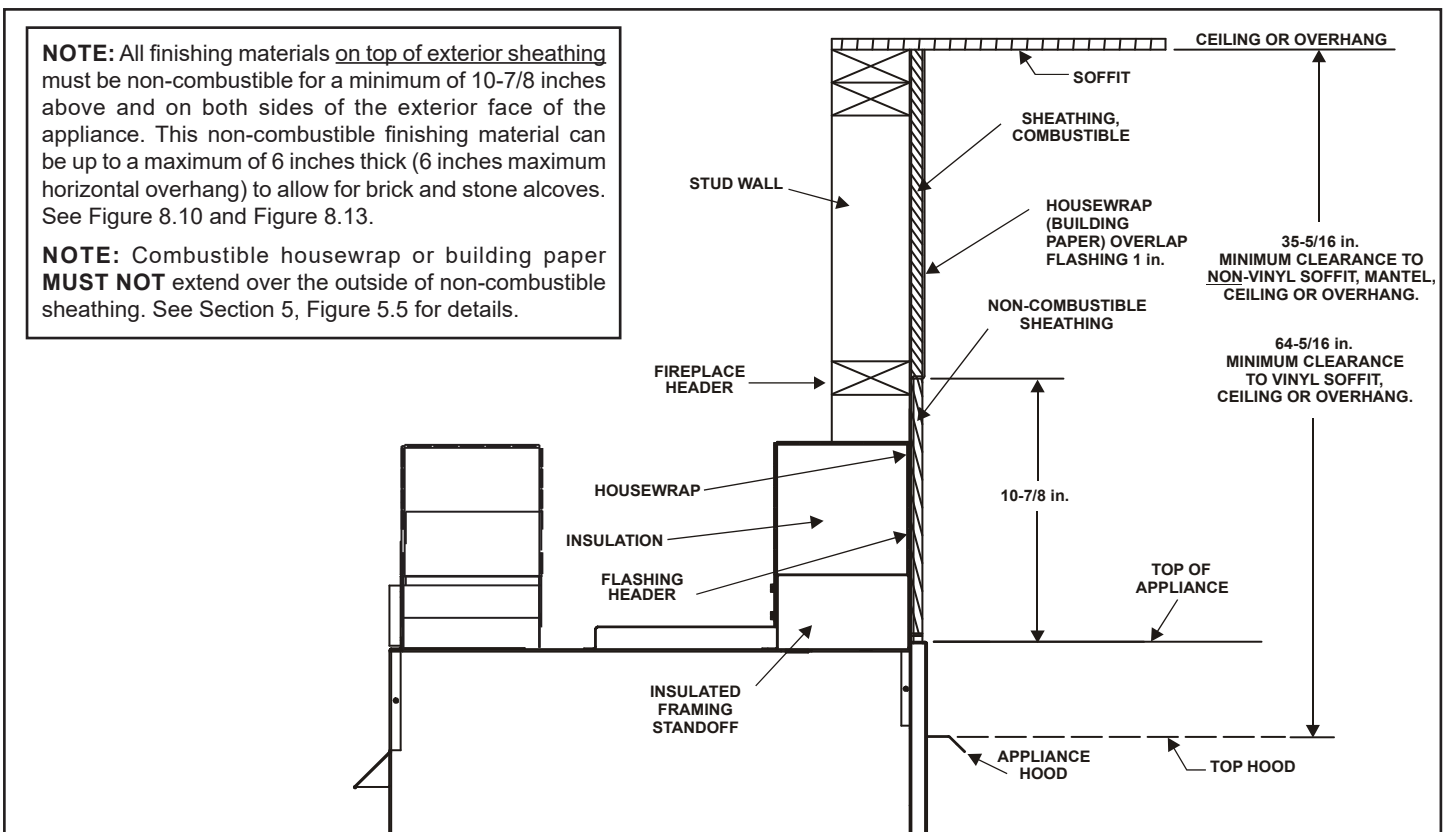 NOTE: All finishing materials on top of exterior sheathing
must be non-combustible for a minimum of 10-7/8 inches
above and on both sides of the exterior face of the
appliance. This non-combustible finishing material can
be up to a maximum of 6 inches thick (6 inches maximum
horizontal overhang) to allow for brick and stone alcoves.
See Figure 8.10 and Figure 8.13.
NOTE: Combustible housewrap or building paper
MUST NOT extend over the outside of non-combustible
sheathing. See Section 5, Figure 5.5 for details.
CEILING OR OVERHANG
SOFFIT
SHEATHING,
COMBUSTIBLE
STUD WALL
HOUSEWRAP
(BUILDING
PAPER) OVERLAP
FLASHING 1 in.
35-5/16 in.
MINIMUM CLEARANCE TO
NON-VINYL SOFFIT, MANTEL,
CEILING OR OVERHANG.
NON-COMBUSTIBLE
SHEATHING
64-5/16 in.
MINIMUM CLEARANCE
TO VINYL SOFFIT,
CEILING OR OVERHANG.
FIREPLACE
HEADER
HOUSEWRAP
10-7/8 in.
INSULATION
FLASHING
HEADER
TOP OF
APPLIANCE
INSULATED
FRAMING
STANDOFF
APPLIANCE
HOOD
TOP HOOD